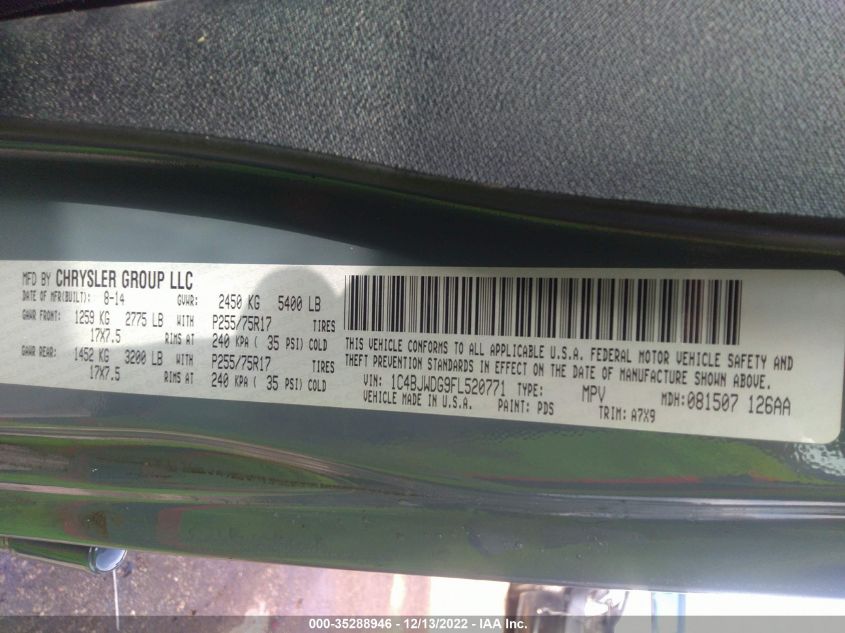 MFD BY CHRYSLER GROUP LLC
DATE OF MFR(BUILT): 8-14 GVWR: 2450 KG 5400 LB
GAWR FRONT: 1259 KG 2775 LB WITH P255/75R17 TIRES
17X7.5 RIMS AT 240 KPA ( 35 PSI) COLD
GAWR REAR: 1452 KG 3200 LB WITH P255/75R17 TIRES
17X7.5 RIMS AT 240 KPA ( 35 PSI) COLD
THIS VEHICLE CONFORMS TO ALL APPLICABLE U.S.A. FEDERAL MOTOR VEHICLE SAFETY AND
THEFT PREVENTION STANDARDS IN EFFECT ON THE DATE OF MANUFACTURE SHOWN ABOVE.
VIN: 1C4BJWDG9FL520771 TYPE: MPV MDH: 081507 126AA
VEHICLE MADE IN U.S.A. PAINT: PDS TRIM: A7X9
000-35288946 - 12/13/2022 - IAA Inc.